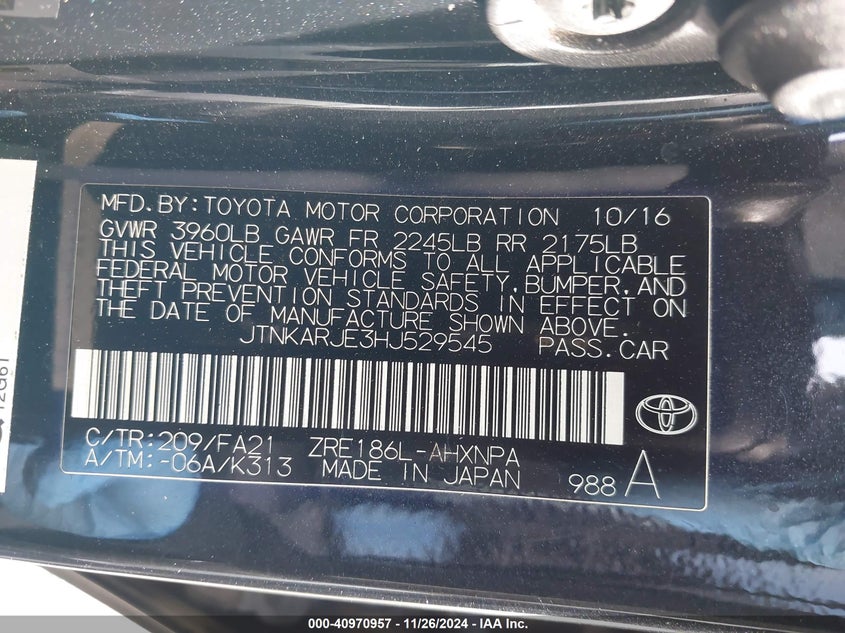 MFD.BY:TOYOTA MOTOR CORPORATION 10/16
GVWR 3960LB GAWR FR 2245LB RR 2175LB
THIS VEHICLE CONFORMS TO ALL APPLICABLE
FEDERAL MOTOR VEHICLE SAFETY,BUMPER,AND
THEFT PREVENTION STANDARDS IN EFFECT ON
THE DATE OF MANUFACTURE SHOWN ABOVE.
JTNKARJE3HJ529545 PASS.CAR
C/TR:209/FA21 ZRE186L-AHXNPA
A/TM:-06A/K313 MADE IN JAPAN
988 A
000-40970957 - 11/26/2024 - IAA Inc.